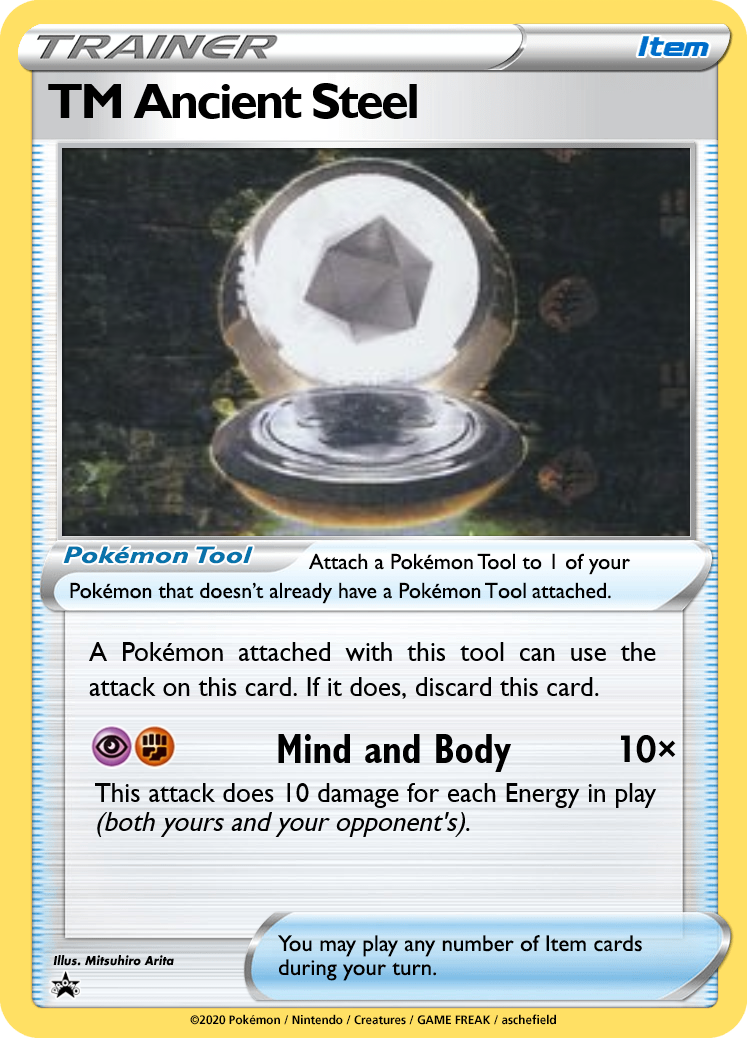 TRAINER
Item
TM Ancient Steel
Pokémon Tool
Attach a Pokémon Tool to 1 of your
Pokémon that doesn't already have a Pokémon Tool attached.
A Pokémon attached with this tool can use the
attack on this card. If it does, discard this card.
Mind and Body 10×
This attack does 10 damage for each Energy in play
(both yours and your opponent's).
Illus. Mitsuhiro Arita
You may play any number of Item cards
during your turn.
PROMO
©2020 Pokémon / Nintendo / Creatures / GAME FREAK / aschefield